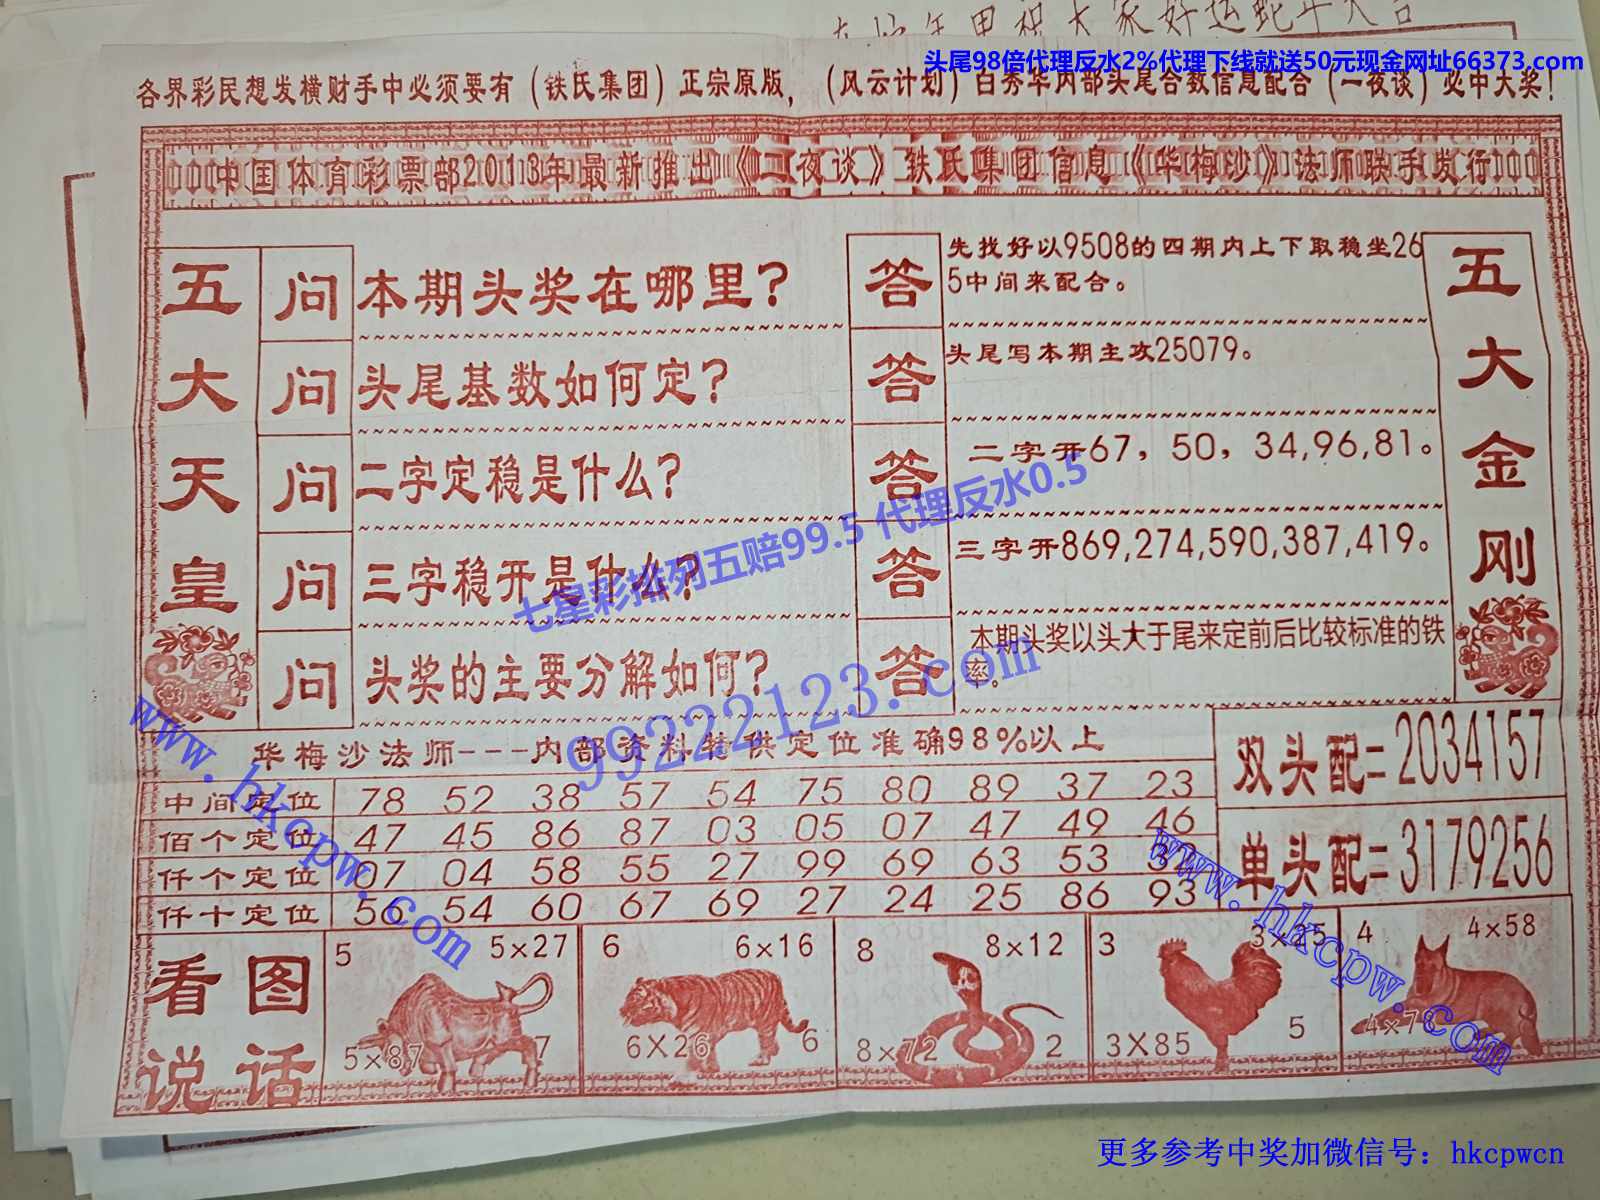 在蛇年里祝大家好运蛇年大吉
头尾98倍代理反水2%代理下线就送50元现金网址66373.com
各界彩民想发横财手中必须要有（铁氏集团）正宗原版，（风云计划）白秀华内部头尾合数信息配合（一夜谈）必中大奖！
中国体育彩票部2013年最新推出《二夜谈》铁氏集团信息《华梅沙》法师联手发行
五大天皇
问 本期头奖在哪里？
答 先找好以9508的四期内上下取稳坐26
5中间来配合。
五大金刚
问 头尾基数如何定？
答 头尾写本期主攻25079。
问 二字定稳是什么？
答 二字开67，50，34,96,81。
问 三字稳开是什么？
答 三字开869,274,590,387,419。
问 头奖的主要分解如何？
答 本期头奖以头大于尾来定前后比较标准的铁
率。
七星彩排列五赔99.5 代理反水0.5
99222123.com
www.hkcpw.com
华梅沙法师---内部资料特供定位准确98%以上
中间定位 78 52 38 57 54 75 80 89 37 23
佰个定位 47 45 86 87 03 05 07 47 49 46
仟个定位 07 04 58 55 27 99 69 63 53
仟十定位 56 54 60 67 69 27 24 25 86 93
双头配=2034157
单头配=3179256
www.hkcpw.com
看图
说话
5 5×27
5×87 7
6 6×16
6×26 6
8 8×12
8×72 2
3 3×25
3×85 5
4 4×58
4×7
更多参考中奖加微信号：hkcpwcn